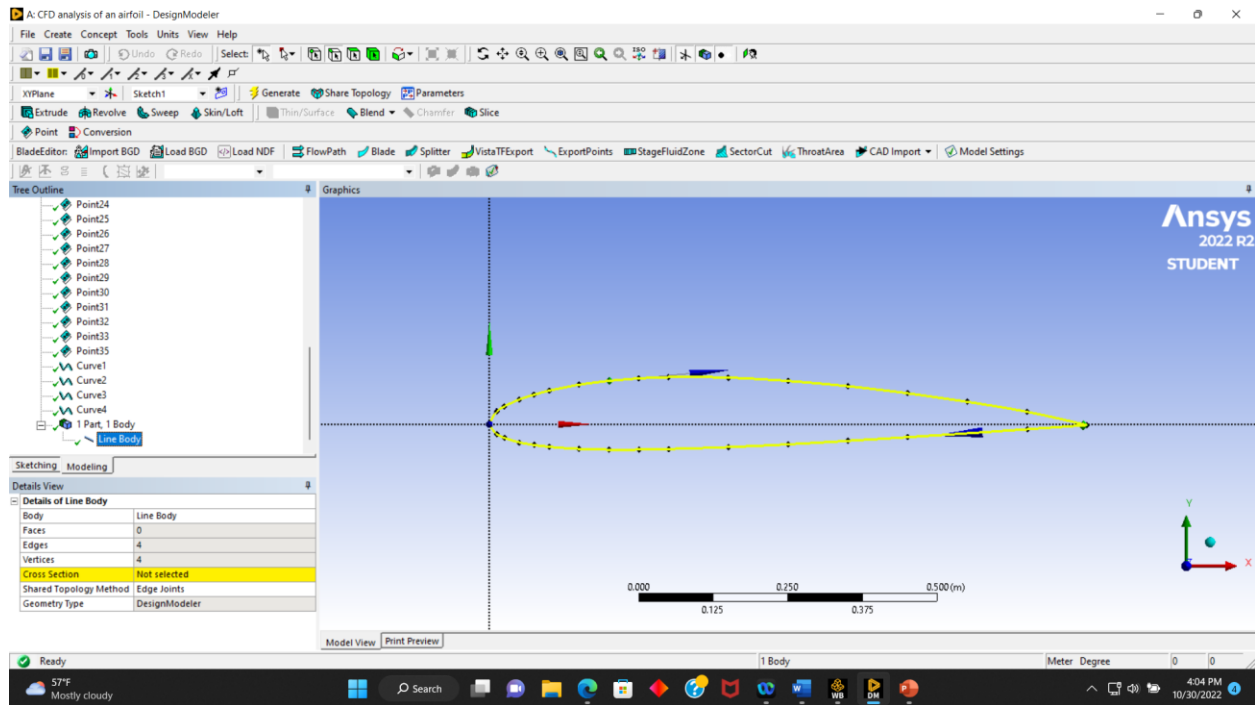 A: CFD analysis of an airfoil - DesignModeler
File Create Concept Tools Units View Help
Undo Redo Select:
XYPlane Sketch1 Generate Share Topology Parameters
Extrude Revolve Sweep Skin/Loft Thin/Surface Blend Chamfer Slice
Point Conversion
BladeEditor: Import BGD Load BGD Load NDF FlowPath Blade Splitter VistaTFExport ExportPoints StageFluidZone SectorCut ThroatArea CAD Import Model Settings
Tree Outline
Point24
Point25
Point26
Point27
Point28
Point29
Point30
Point31
Point32
Point33
Point35
Curve1
Curve2
Curve3
Curve4
1 Part, 1 Body
Line Body
Sketching Modeling
Details View
Details of Line Body
Body Line Body
Faces 0
Edges 4
Vertices 4
Cross Section Not selected
Shared Topology Method Edge Joints
Geometry Type DesignModeler
Graphics
Ansys
2022 R2
STUDENT
Y
X
0.000 0.250 0.500 (m)
0.125 0.375
Model View Print Preview
Ready 1 Body Meter Degree 0 0
57°F
Mostly cloudy
Search
WB
DM
4:04 PM
10/30/2022
4